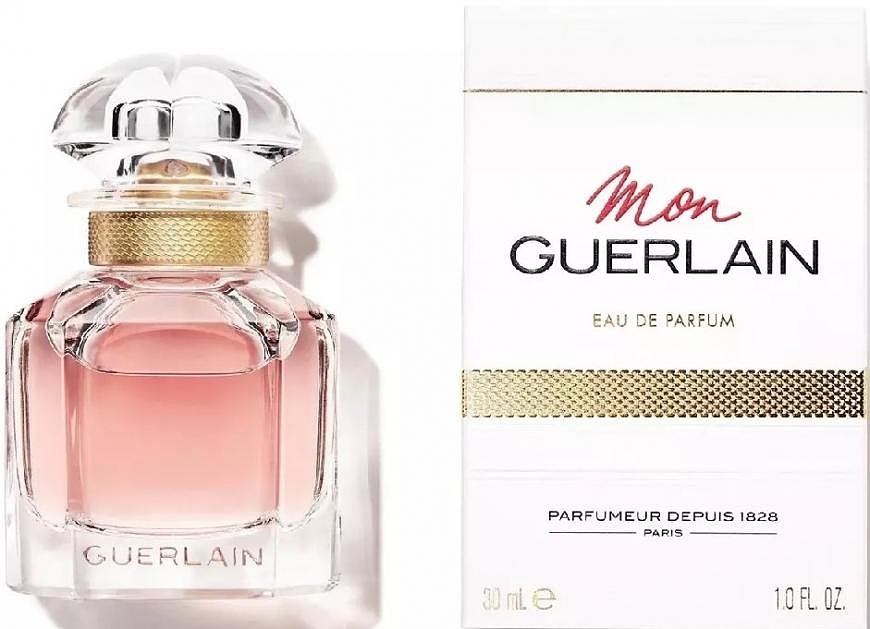 Mon
GUERLAIN
EAU DE PARFUM
PARFUMEUR DEPUIS 1828
PARIS
30 mL e
1.0 FL. OZ.
GUERLAIN